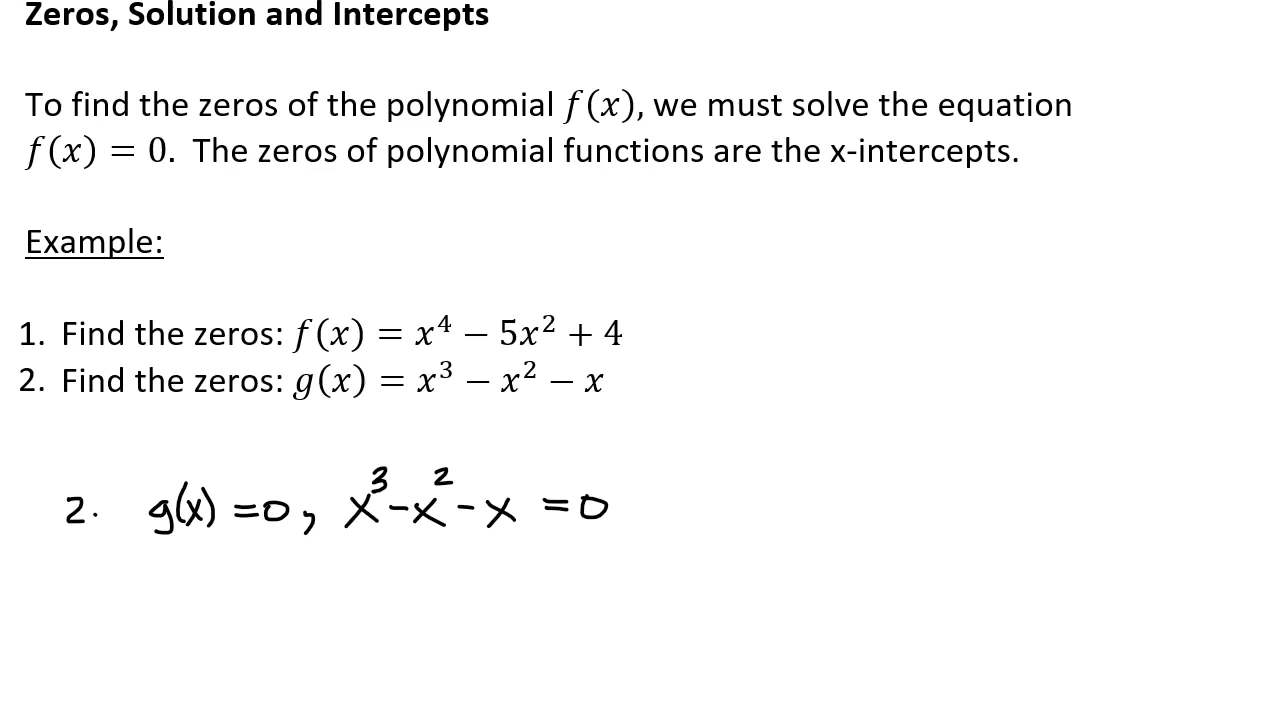 Zeros, Solution and Intercepts
To find the zeros of the polynomial f(x), we must solve the equation
f(x) = 0. The zeros of polynomial functions are the x-intercepts.
Example:
1. Find the zeros: f(x) = x⁴ − 5x² + 4
2. Find the zeros: g(x) = x³ − x² − x
2. g(x) = 0, x³ - x² - x = 0